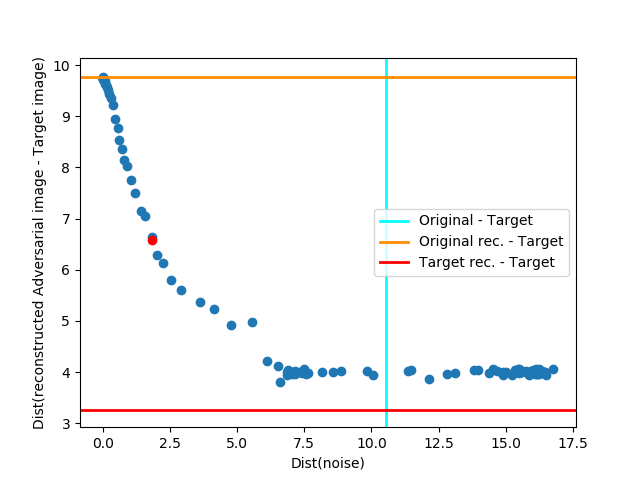 10
9
8
7
6
5
4
3
0.0 2.5 5.0 7.5 10.0 12.5 15.0 17.5
Dist(noise)
Dist(reconstructed Adversarial image - Target image)
Original - Target
Original rec. - Target
Target rec. - Target